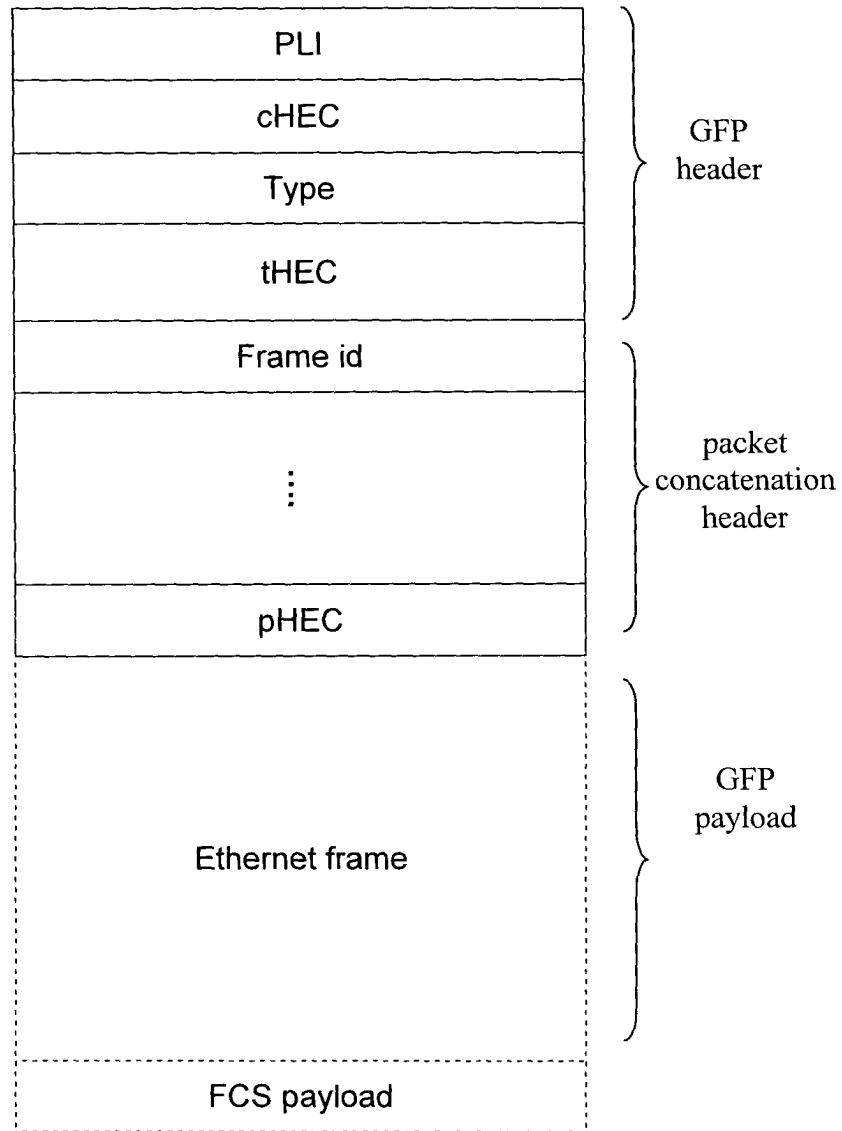 PLI
cHEC
Type
tHEC
GFP
header
Frame id
⋮
pHEC
packet
concatenation
header
Ethernet frame
GFP
payload
FCS payload